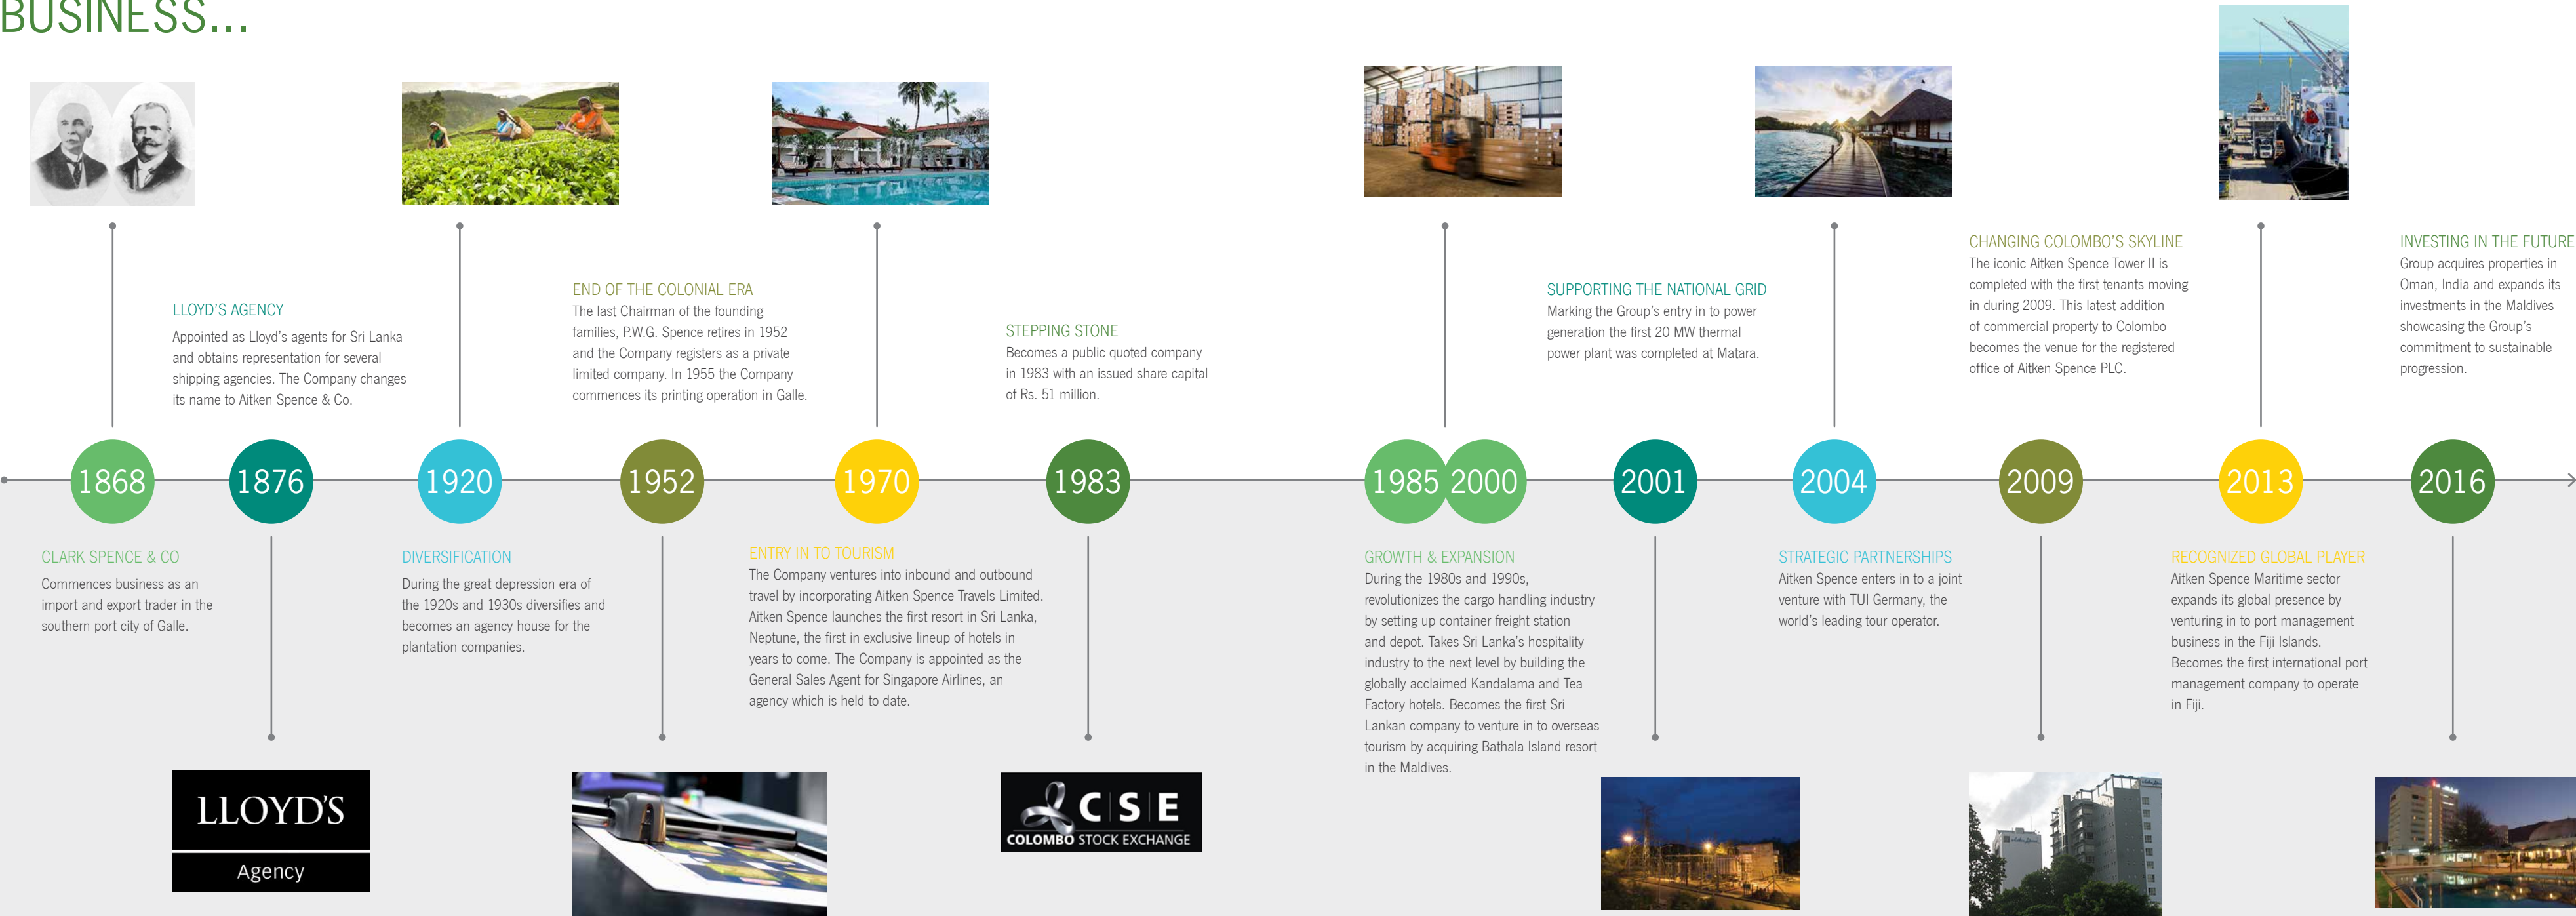 BUSINESS...
1868
CLARK SPENCE & CO
Commences business as an
import and export trader in the
southern port city of Galle.
LLOYD'S AGENCY
Appointed as Lloyd's agents for Sri Lanka
and obtains representation for several
shipping agencies. The Company changes
its name to Aitken Spence & Co.
1876
LLOYD'S
Agency
1920
DIVERSIFICATION
During the great depression era of
the 1920s and 1930s diversifies and
becomes an agency house for the
plantation companies.
END OF THE COLONIAL ERA
The last Chairman of the founding
families, P.W.G. Spence retires in 1952
and the Company registers as a private
limited company. In 1955 the Company
commences its printing operation in Galle.
1952
1970
ENTRY IN TO TOURISM
The Company ventures into inbound and outbound
travel by incorporating Aitken Spence Travels Limited.
Aitken Spence launches the first resort in Sri Lanka,
Neptune, the first in exclusive lineup of hotels in
years to come. The Company is appointed as the
General Sales Agent for Singapore Airlines, an
agency which is held to date.
STEPPING STONE
Becomes a public quoted company
in 1983 with an issued share capital
of Rs. 51 million.
1983
C S E
COLOMBO STOCK EXCHANGE
1985 2000
GROWTH & EXPANSION
During the 1980s and 1990s,
revolutionizes the cargo handling industry
by setting up container freight station
and depot. Takes Sri Lanka's hospitality
industry to the next level by building the
globally acclaimed Kandalama and Tea
Factory hotels. Becomes the first Sri
Lankan company to venture in to overseas
tourism by acquiring Bathala Island resort
in the Maldives.
SUPPORTING THE NATIONAL GRID
Marking the Group's entry in to power
generation the first 20 MW thermal
power plant was completed at Matara.
2001
2004
STRATEGIC PARTNERSHIPS
Aitken Spence enters in to a joint
venture with TUI Germany, the
world's leading tour operator.
CHANGING COLOMBO'S SKYLINE
The iconic Aitken Spence Tower II is
completed with the first tenants moving
in during 2009. This latest addition
of commercial property to Colombo
becomes the venue for the registered
office of Aitken Spence PLC.
2009
2013
RECOGNIZED GLOBAL PLAYER
Aitken Spence Maritime sector
expands its global presence by
venturing in to port management
business in the Fiji Islands.
Becomes the first international port
management company to operate
in Fiji.
INVESTING IN THE FUTURE
Group acquires properties in
Oman, India and expands its
investments in the Maldives
showcasing the Group's
commitment to sustainable
progression.
2016